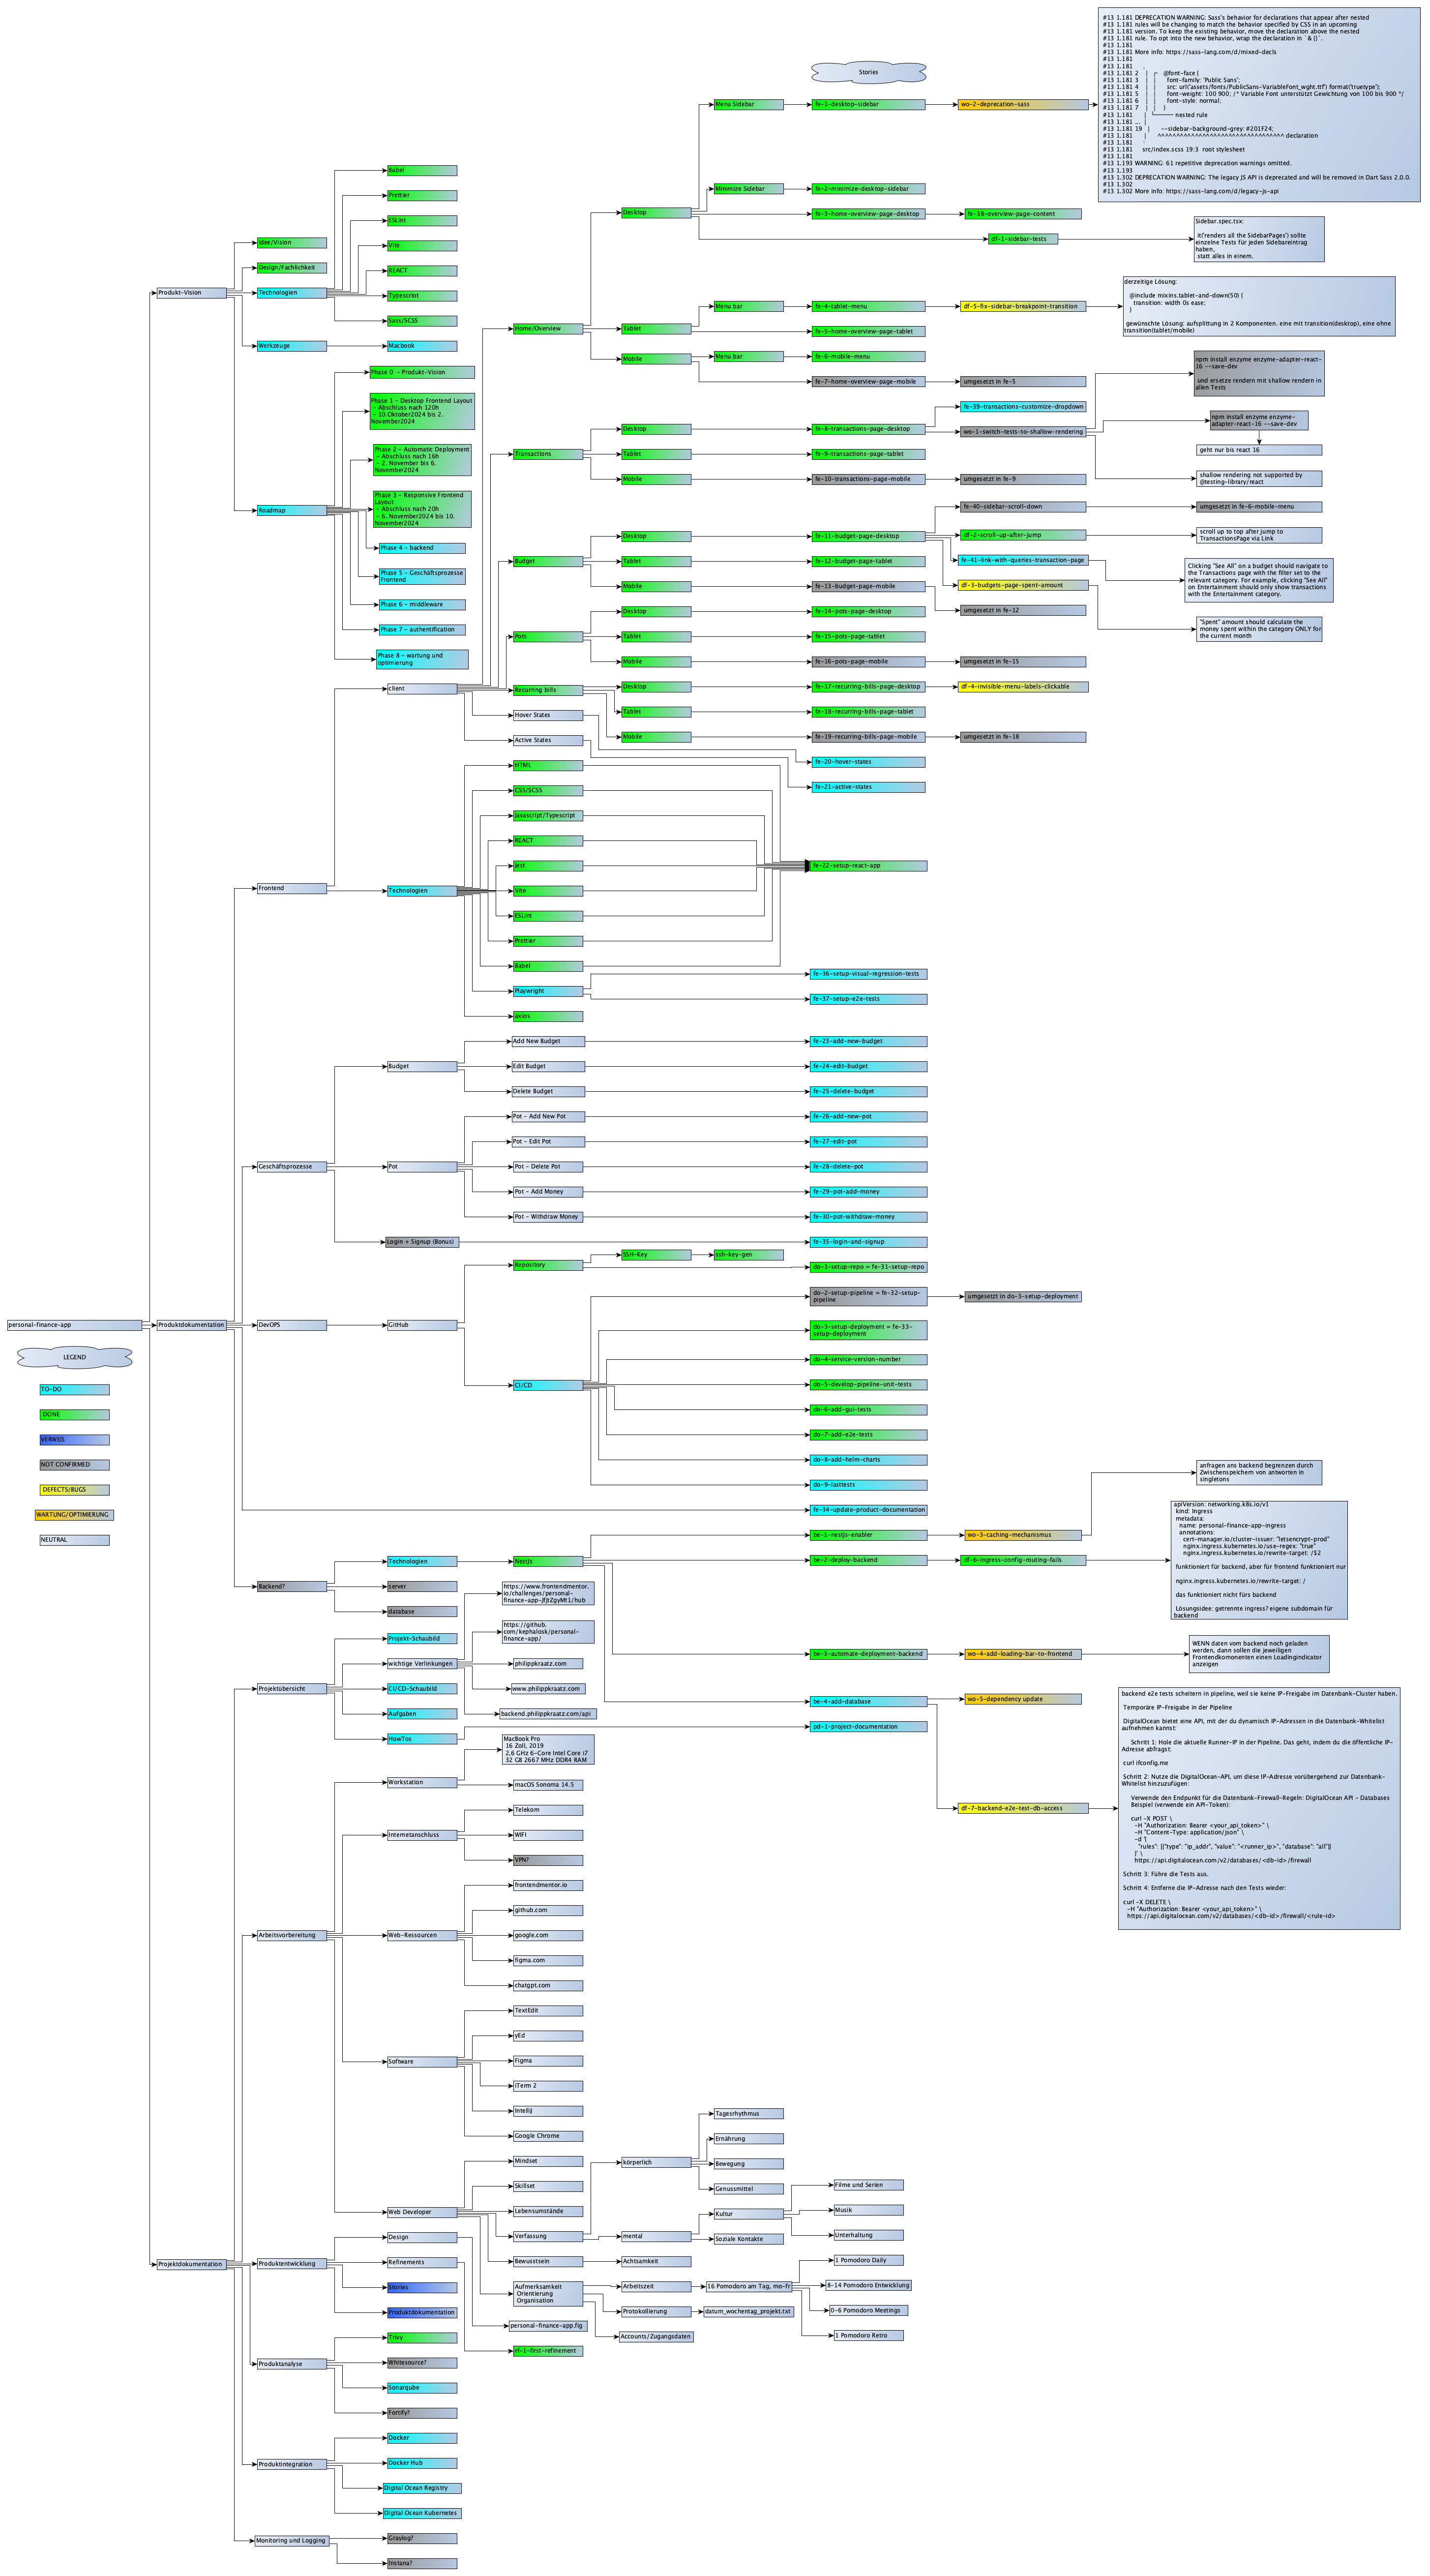 #13 1.181 DEPRECATION WARNING: Sass's behavior for declarations that appear after nested
#13 1.181 rules will be changing to match the behavior specified by CSS in an upcoming
#13 1.181 version. To keep the existing behavior, move the declaration above the nested
#13 1.181 rule. To opt into the new behavior, wrap the declaration in `& {}`.
#13 1.181
#13 1.181 More info: https://sass-lang.com/d/mixed-decls
#13 1.181
#13 1.181 ╷
#13 1.181 2 │ ┌ @font-face {
#13 1.181 3 │ │ font-family: 'Public Sans';
#13 1.181 4 │ │ src: url('assets/fonts/PublicSans-VariableFont_wght.ttf') format('truetype');
#13 1.181 5 │ │ font-weight: 100 900; /* Variable Font unterstützt Gewichtung von 100 bis 900 */
#13 1.181 6 │ │ font-style: normal;
#13 1.181 7 │ │ }
#13 1.181 │ └─── nested rule
#13 1.181 ... │
#13 1.181 19 │ --sidebar-background-grey: #201F24;
#13 1.181 │ ^^^^^^^^^^^^^^^^^^^^^^^^^^^^^^^^^^ declaration
#13 1.181 ╵
#13 1.181 src/index.scss 19:3 root stylesheet
#13 1.181
#13 1.193 WARNING: 61 repetitive deprecation warnings omitted.
#13 1.193
#13 1.302 DEPRECATION WARNING: The legacy JS API is deprecated and will be removed in Dart Sass 2.0.0.
#13 1.302
#13 1.302 More info: https://sass-lang.com/d/legacy-js-api
Stories
Menu Sidebar
fe-1-desktop-sidebar
wo-2-deprecation-sass
Babel
Prettier
ESLint
Vite
REACT
Typescriot
Sass/SCSS
Idee/Vision
Design/Fachlichkeit
Produkt-Vision
Technologien
Werkzeuge
Macbook
Minimize Sidebar
fe-2-minimize-desktop-sidebar
Desktop
fe-3-home-overview-page-desktop
fe-38-overview-page-content
df-1-sidebar-tests
Sidebar.spec.tsx:
it('renders all the SidebarPages') sollte
einzelne Tests für jeden Sidebareintrag
haben,
statt alles in einem.
Home/Overview
Tablet
Menu bar
fe-4-tablet-menu
df-5-fix-sidebar-breakpoint-transition
derzeitige Lösung:
@include mixins.tablet-and-down(50) {
transition: width 0s ease;
}
gewünschte Lösung: aufsplittung in 2 Komponenten. eine mit transition(desktop), eine ohne
transition(tablet/mobile)
fe-5-home-overview-page-tablet
Mobile
Menu bar
fe-6-mobile-menu
fe-7-home-overview-page-mobile
umgesetzt in fe-5
Phase 0 - Produkt-Vision
Phase 1 - Desktop Frontend Layout
- Abschluss nach 120h
- 10.Oktober2024 bis 2.
November2024
Phase 2 - Automatic Deployment
- Abschluss nach 16h
- 2. November bis 6.
November2024
Phase 3 - Responsive Frontend
Layout
- Abschluss nach 20h
- 6. November2024 bis 10.
November2024
Roadmap
Phase 4 - backend
Phase 5 - Geschäftsprozesse
Frontend
Phase 6 - middleware
Phase 7 - authentification
Phase 8 - wartung und
optimierung
npm install enzyme enzyme-adapter-react-
16 --save-dev
und ersetze rendern mit shallow rendern in
allen Tests
fe-39-transactions-customize-dropdown
Transactions
Desktop
fe-8-transactions-page-desktop
wo-1-switch-tests-to-shallow-rendering
npm install enzyme enzyme-
adapter-react-16 --save-dev
geht nur bis react 16
Tablet
fe-9-transactions-page-tablet
Mobile
fe-10-transactions-page-mobile
umgesetzt in fe-9
shallow rendering not supported by
@testing-library/react
fe-40-sidebar-scroll-down
umgesetzt in fe-6-mobile-menu
Budget
Desktop
fe-11-budget-page-desktop
df-2-scroll-up-after-jump
scroll up to top after jump to
TransactionsPage via Link
Tablet
fe-12-budget-page-tablet
fe-41-link-with-queries-transaction-page
Clicking "See All" on a budget should navigate to
the Transactions page with the filter set to the
relevant category. For example, clicking "See All"
on Entertainment should only show transactions
with the Entertainment category.
Mobile
fe-13-budget-page-mobile
df-3-budgets-page-spent-amount
umgesetzt in fe-12
"Spent" amount should calculate the
money spent within the category ONLY for
the current month
Pots
Desktop
fe-14-pots-page-desktop
Tablet
fe-15-pots-page-tablet
Mobile
fe-16-pots-page-mobile
umgesetzt in fe-15
client
Recurring bills
Desktop
fe-17-recurring-bills-page-desktop
df-4-invisible-menu-labels-clickable
Tablet
fe-18-recurring-bills-page-tablet
Mobile
fe-19-recurring-bills-page-mobile
umgesetzt in fe-18
Hover States
Active States
fe-20-hover-states
fe-21-active-states
Frontend
Technologien
HTML
CSS/SCSS
Javascript/Typescript
REACT
Jest
Vite
ESLint
Prettier
Babel
fe-22-setup-react-app
Playwright
fe-36-setup-visual-regression-tests
fe-37-setup-e2e-tests
axios
Budget
Add New Budget
fe-23-add-new-budget
Edit Budget
fe-24-edit-budget
Delete Budget
fe-25-delete-budget
Geschäftsprozesse
Pot
Pot - Add New Pot
fe-26-add-new-pot
Pot - Edit Pot
fe-27-edit-pot
Pot - Delete Pot
fe-28-delete-pot
Pot - Add Money
fe-29-pot-add-money
Pot - Withdraw Money
fe-30-pot-withdraw-money
Login + Signup (Bonus)
fe-35-login-and-signup
Repository
SSH-Key
ssh-key-gen
do-1-setup-repo = fe-31-setup-repo
do-2-setup-pipeline = fe-32-setup-
pipeline
umgesetzt in do-3-setup-deployment
personal-finance-app
Produktdokumentation
DevOPS
GitHub
do-3-setup-deployment = fe-33-
setup-deployment
CI/CD
do-4-service-version-number
do-5-develop-pipeline-unit-tests
do-6-add-gui-tests
do-7-add-e2e-tests
do-8-add-helm-charts
do-9-lasttests
LEGEND
TO-DO
DONE
VERWEIS
NOT CONFIRMED
DEFECTS/BUGS
WARTUNG/OPTIMIERUNG
NEUTRAL
fe-34-update-product-documentation
anfragen ans backend begrenzen durch
Zwischenspeichern von antworten in
singletons
be-1-nestjs-enabler
wo-3-caching-mechanismus
Backend?
Technologien
NestJs
be-2-deploy-backend
df-6-ingress-config-routing-fails
apiVersion: networking.k8s.io/v1
kind: Ingress
metadata:
name: personal-finance-app-ingress
annotations:
cert-manager.io/cluster-issuer: "letsencrypt-prod"
nginx.ingress.kubernetes.io/use-regex: "true"
nginx.ingress.kubernetes.io/rewrite-target: /$2
funktioniert für backend, aber für frontend funktioniert nur
nginx.ingress.kubernetes.io/rewrite-target: /
das funktioniert nicht fürs backend
Lösungsidee: getrennte ingress? eigene subdomain für
backend
server
database
be-3-automate-deployment-backend
wo-4-add-loading-bar-to-frontend
WENN daten vom backend noch geladen
werden, dann sollen die jeweiligen
Frontendkomonenten einen Loadingindicator
anzeigen
be-4-add-database
wo-5-dependency update
pd-1-project-documentation
df-7-backend-e2e-test-db-access
backend e2e tests scheitern in pipeline, weil sie keine IP-Freigabe im Datenbank-Cluster haben.
Temporäre IP-Freigabe in der Pipeline
DigitalOcean bietet eine API, mit der du dynamisch IP-Adressen in die Datenbank-Whitelist
aufnehmen kannst:
Schritt 1: Hole die aktuelle Runner-IP in der Pipeline. Das geht, indem du die öffentliche IP-
Adresse abfragst:
curl ifconfig.me
Schritt 2: Nutze die DigitalOcean-API, um diese IP-Adresse vorübergehend zur Datenbank-
Whitelist hinzuzufügen:
Verwende den Endpunkt für die Datenbank-Firewall-Regeln: DigitalOcean API - Databases
Beispiel (verwende ein API-Token):
curl -X POST \
-H "Authorization: Bearer <your_api_token>" \
-H "Content-Type: application/json" \
-d '{
"rules": [{"type": "ip_addr", "value": "<runner_ip>", "database": "all"}]
}' \
https://api.digitalocean.com/v2/databases/<db-id>/firewall
Schritt 3: Führe die Tests aus.
Schritt 4: Entferne die IP-Adresse nach den Tests wieder:
curl -X DELETE \
-H "Authorization: Bearer <your_api_token>" \
https://api.digitalocean.com/v2/databases/<db-id>/firewall/<rule-id>
Projektübersicht
Projekt-Schaubild
wichtige Verlinkungen
https://www.frontendmentor.
io/challenges/personal-
finance-app-JfjtZgyMt1/hub
https://github.
com/kephalosk/personal-
finance-app/
philippkraatz.com
www.philippkraatz.com
backend.philippkraatz.com/api
CI/CD-Schaubild
Aufgaben
HowTos
Workstation
MacBook Pro
16 Zoll, 2019
2,6 GHz 6-Core Intel Core i7
32 GB 2667 MHz DDR4 RAM
macOS Sonoma 14.5
Internetanschluss
Telekom
WIFI
VPN?
Arbeitsvorbereitung
Web-Ressourcen
frontendmentor.io
github.com
google.com
figma.com
chatgpt.com
Software
TextEdit
yEd
Figma
ITerm 2
IntelliJ
Google Chrome
Web Developer
Mindset
Skillset
Lebensumstände
Verfassung
körperlich
Tagesrhythmus
Ernährung
Bewegung
Genussmittel
mental
Kultur
Filme und Serien
Musik
Unterhaltung
Soziale Kontakte
Bewusstsein
Achtsamkeit
Aufmerksamkeit
Orientierung
Organisation
Arbeitszeit
16 Pomodoro am Tag, mo-fr
1 Pomodoro Daily
8-14 Pomodoro Entwicklung
0-6 Pomodoro Meetings
1 Pomodoro Retro
Protokollierung
datum_wochentag_projekt.txt
Accounts/Zugangsdaten
Projektdokumentation
Produktentwicklung
Design
personal-finance-app.fig
Refinements
rf-1-first-refinement
Stories
Produktdokumentation
Produktanalyse
Trivy
Whitesource?
Sonarqube
Fortify?
Produktintegration
Docker
Docker Hub
Digital Ocean Registry
Digital Ocean Kubernetes
Monitoring und Logging
Graylog?
Instana?